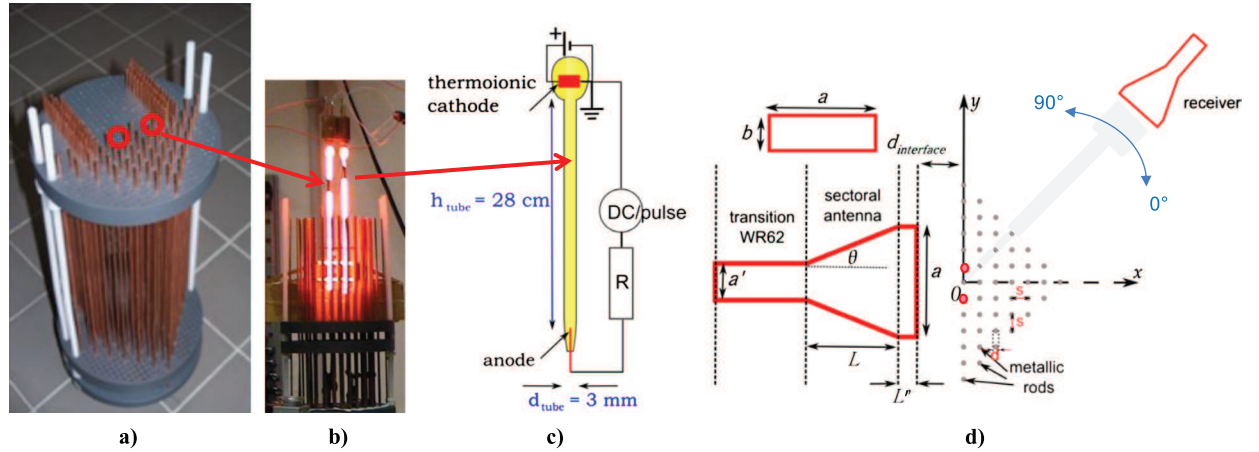 +
thermoionic
cathode
h_tube = 28 cm
DC/pulse
R
anode
d_tube = 3 mm
a
b
d_interface
y
90°
0°
receiver
transition
WR62
sectoral
antenna
a'
θ
a
0
x
s
s
d
L
L"
metallic
rods
a)
b)
c)
d)